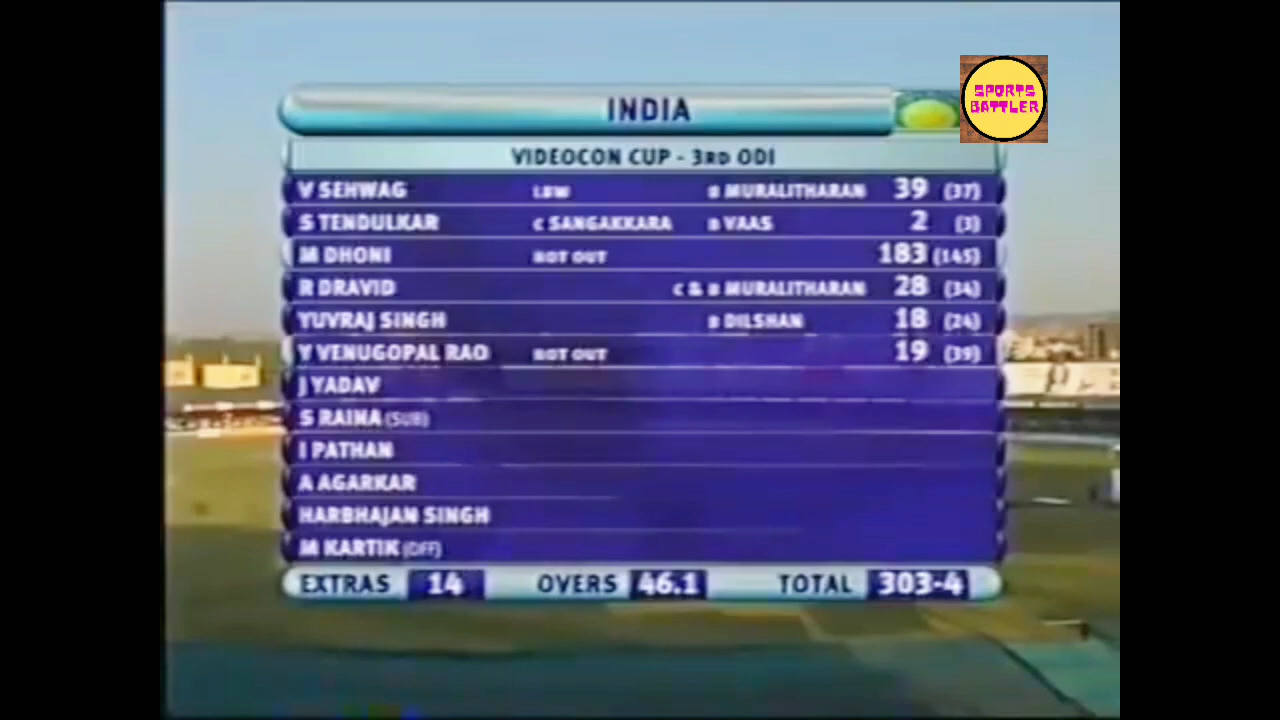 SPORTS
BATTLER
INDIA
VIDEOCON CUP - 3RD ODI
V SEHWAG LBW B MURALITHARAN 39 (37)
S TENDULKAR C SANGAKKARA B VAAS 2 (3)
M DHONI NOT OUT 183 (145)
R DRAVID C & B MURALITHARAN 28 (34)
YUVRAJ SINGH B DILSHAN 18 (24)
Y VENUGOPAL RAO NOT OUT 19 (39)
J YADAV
S RAINA (SUB)
I PATHAN
A AGARKAR
HARBHAJAN SINGH
M KARTIK (OFF)
EXTRAS 14 OVERS 46.1 TOTAL 303-4